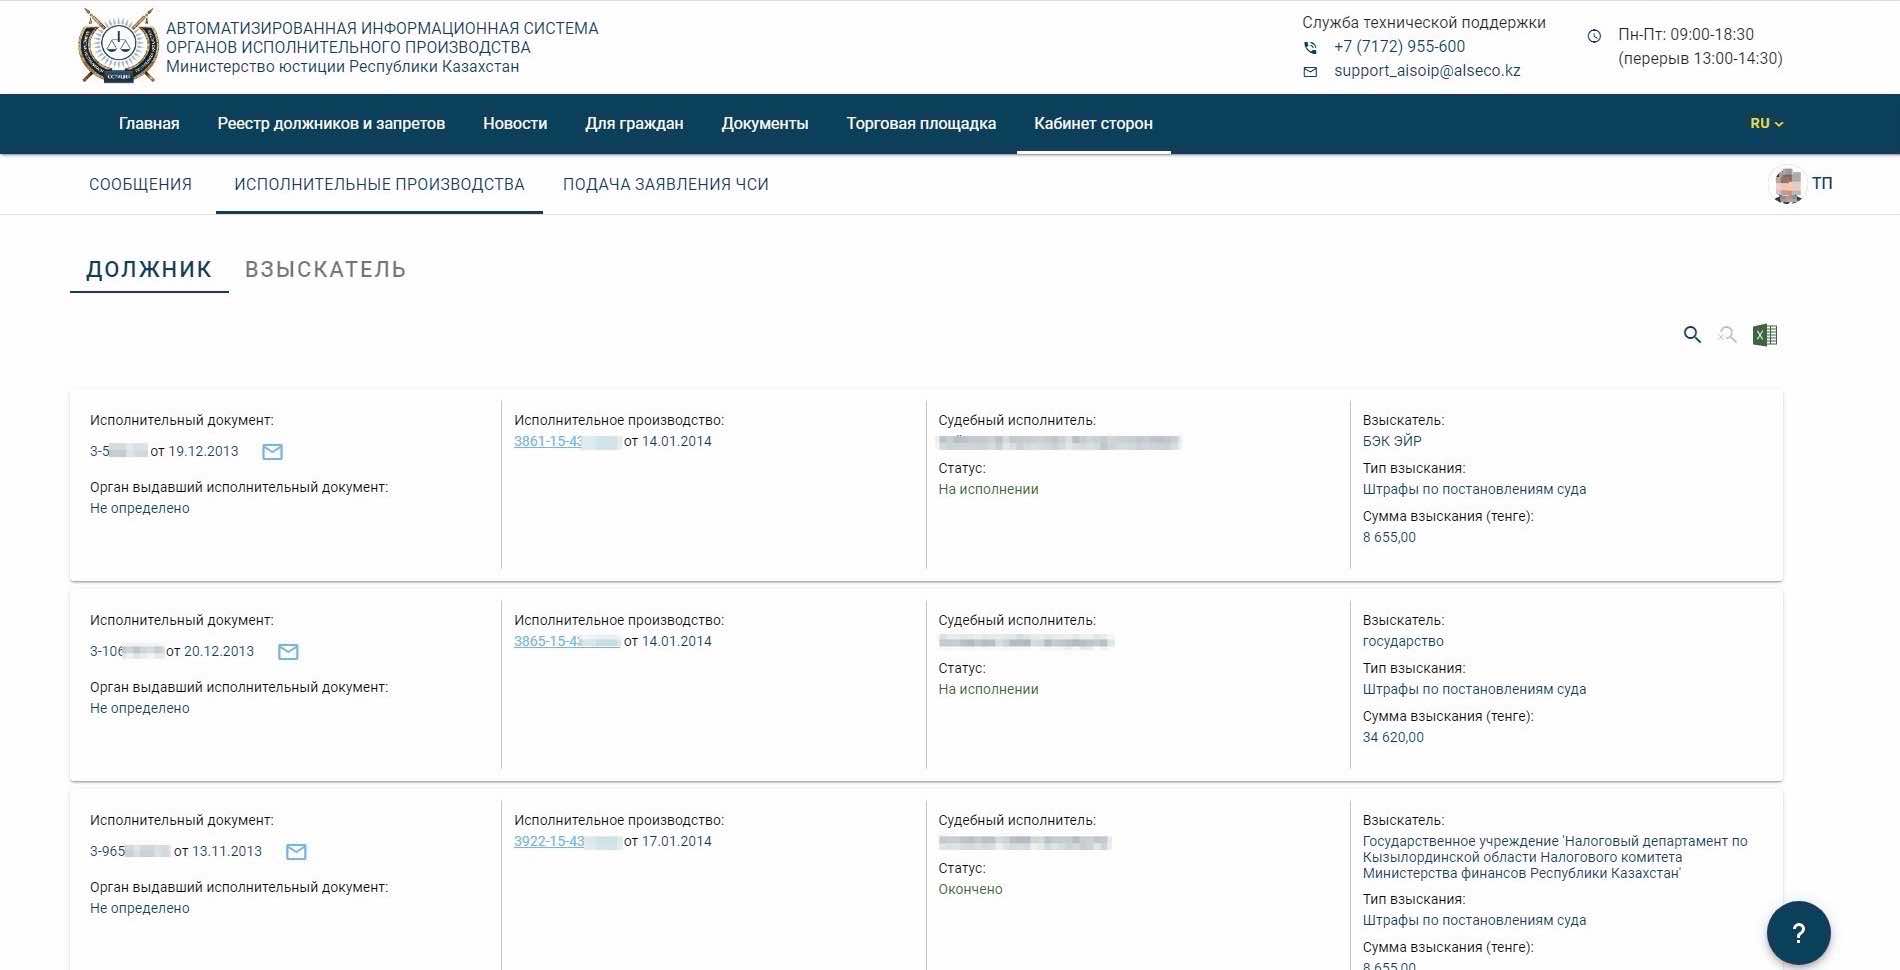 АВТОМАТИЗИРОВАННАЯ ИНФОРМАЦИОННАЯ СИСТЕМА
ОРГАНОВ ИСПОЛНИТЕЛЬНОГО ПРОИЗВОДСТВА
Министерство юстиции Республики Казахстан
Служба технической поддержки
+7 (7172) 955-600
support_aisoip@alseco.kz
Пн-Пт: 09:00-18:30
(перерыв 13:00-14:30)
Главная Реестр должников и запретов Новости Для граждан Документы Торговая площадка Кабинет сторон RU
СООБЩЕНИЯ ИСПОЛНИТЕЛЬНЫЕ ПРОИЗВОДСТВА ПОДАЧА ЗАЯВЛЕНИЯ ЧСИ ТП
ДОЛЖНИК ВЗЫСКАТЕЛЬ
Исполнительный документ:
3-5 от 19.12.2013
Орган выдавший исполнительный документ:
Не определено
Исполнительное производство:
3861-15-43 от 14.01.2014
Судебный исполнитель:
Статус:
На исполнении
Взыскатель:
БЭК ЭЙР
Тип взыскания:
Штрафы по постановлениям суда
Сумма взыскания (тенге):
8 655,00
Исполнительный документ:
3-106 от 20.12.2013
Орган выдавший исполнительный документ:
Не определено
Исполнительное производство:
3865-15-4 от 14.01.2014
Судебный исполнитель:
Статус:
На исполнении
Взыскатель:
государство
Тип взыскания:
Штрафы по постановлениям суда
Сумма взыскания (тенге):
34 620,00
Исполнительный документ:
3-965 от 13.11.2013
Орган выдавший исполнительный документ:
Не определено
Исполнительное производство:
3922-15-43 от 17.01.2014
Судебный исполнитель:
Статус:
Окончено
Взыскатель:
Государственное учреждение 'Налоговый департамент по
Кызылординской области Налогового комитета
Министерства финансов Республики Казахстан'
Тип взыскания:
Штрафы по постановлениям суда
Сумма взыскания (тенге):
8 655,00
?